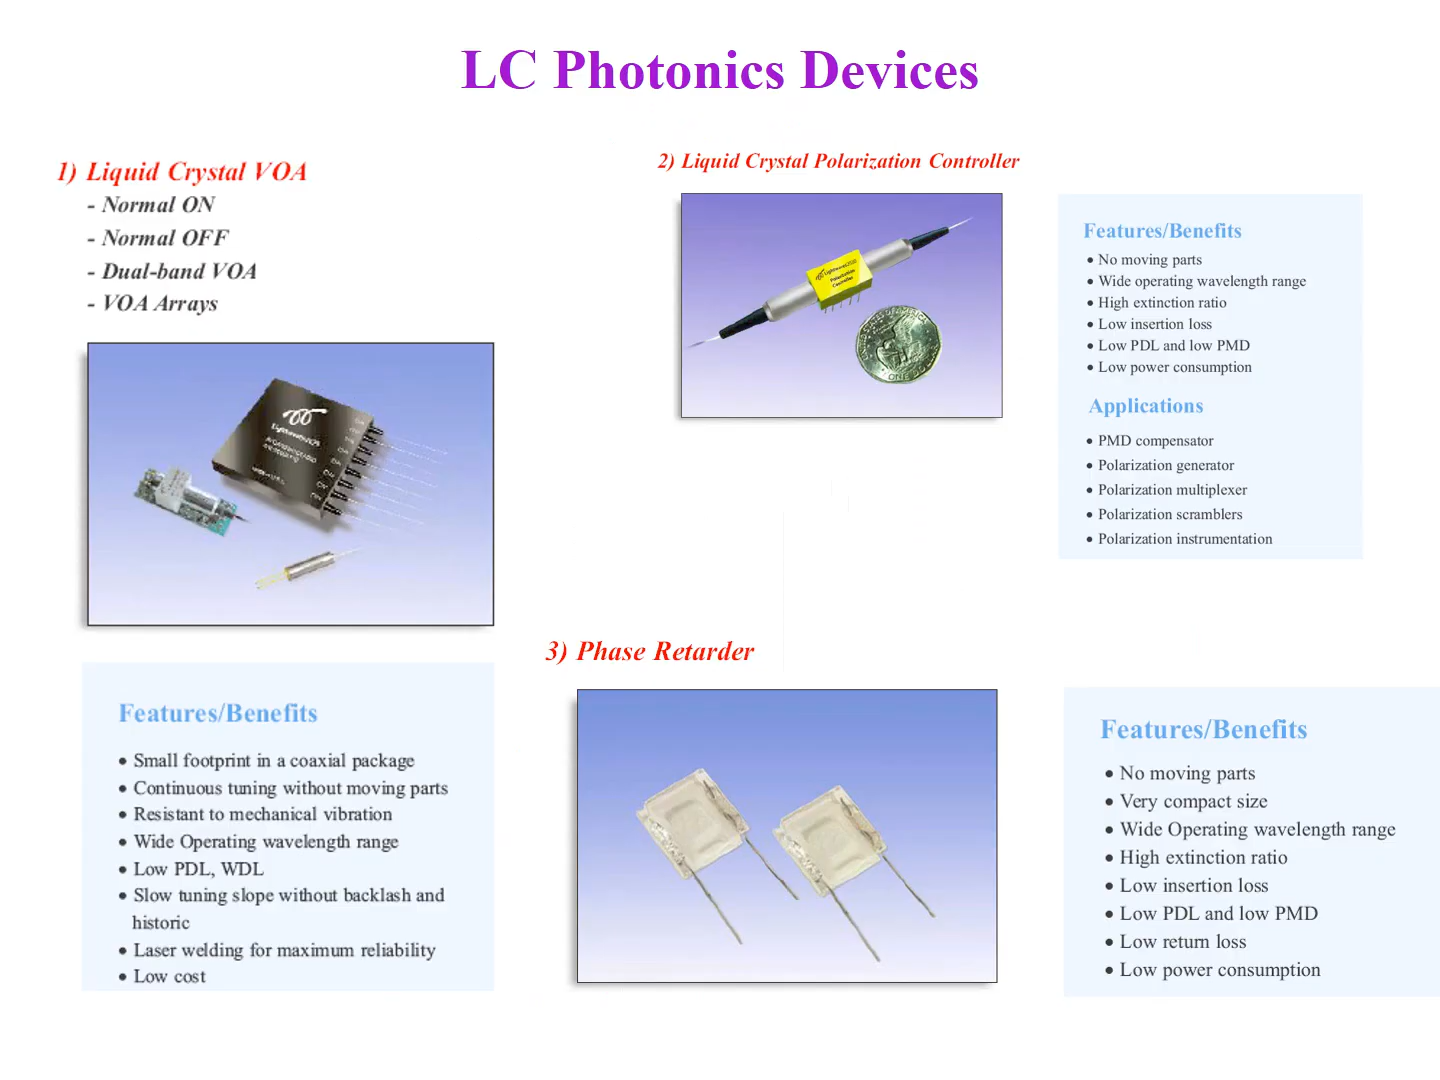 LC Photonics Devices
1) Liquid Crystal VOA
- Normal ON
- Normal OFF
- Dual-band VOA
- VOA Arrays
Features/Benefits
• Small footprint in a coaxial package
• Continuous tuning without moving parts
• Resistant to mechanical vibration
• Wide Operating wavelength range
• Low PDL, WDL
• Slow tuning slope without backlash and
historic
• Laser welding for maximum reliability
• Low cost
2) Liquid Crystal Polarization Controller
Polarization
Controller
ONE DO
Features/Benefits
• No moving parts
• Wide operating wavelength range
• High extinction ratio
• Low insertion loss
• Low PDL and low PMD
• Low power consumption
Applications
• PMD compensator
• Polarization generator
• Polarization multiplexer
• Polarization scramblers
• Polarization instrumentation
3) Phase Retarder
Features/Benefits
• No moving parts
• Very compact size
• Wide Operating wavelength range
• High extinction ratio
• Low insertion loss
• Low PDL and low PMD
• Low return loss
• Low power consumption